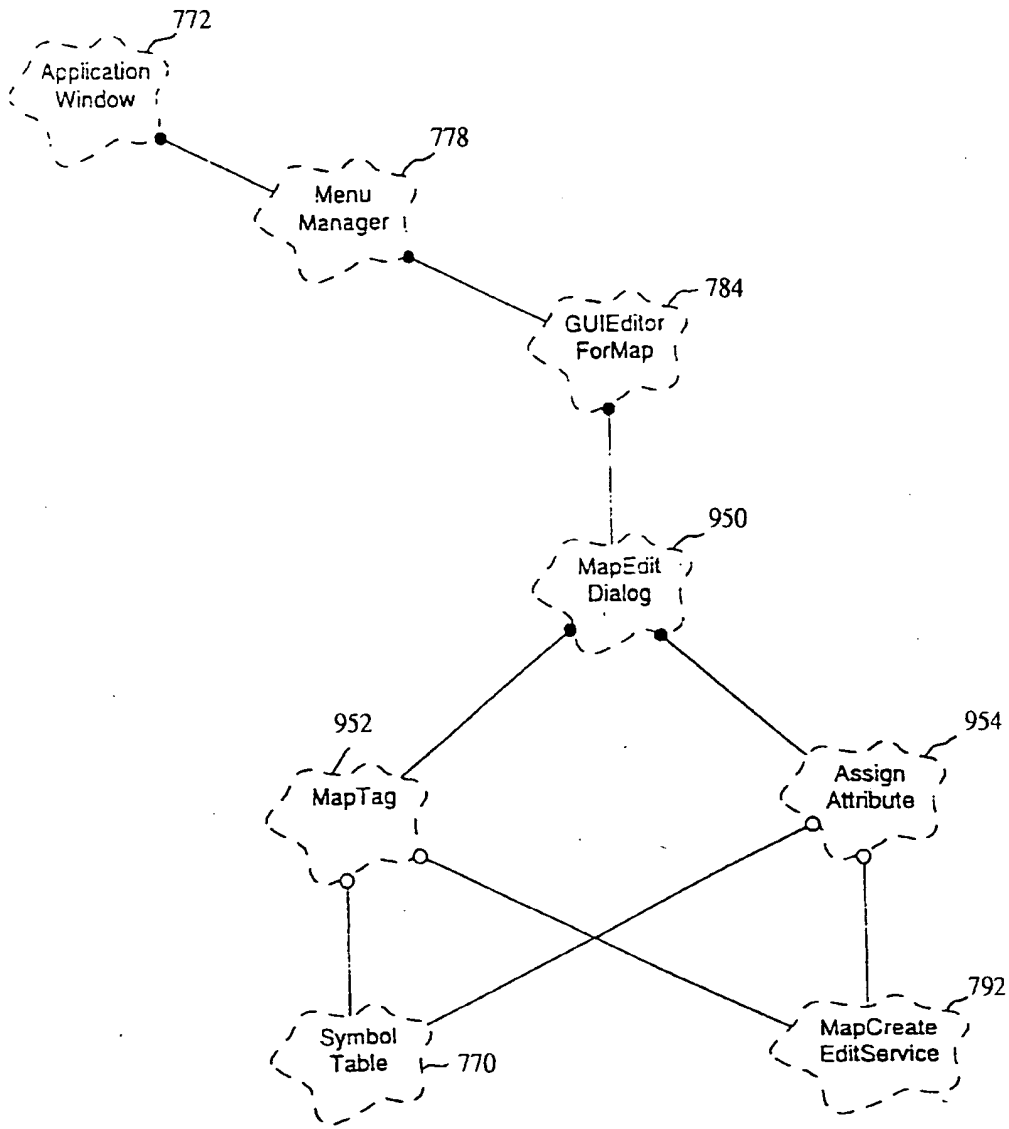 772
Application
Window
778
Menu
Manager
784
GUIEditor
ForMap
950
MapEdit
Dialog
952
MapTag
954
Assign
Attribute
Symbol
Table
770
792
MapCreate
EditService